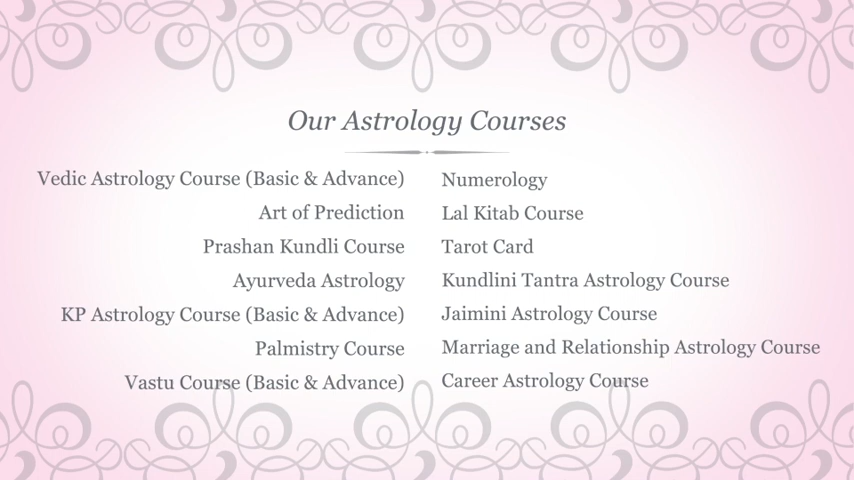 Our Astrology Courses
Vedic Astrology Course (Basic & Advance)
Art of Prediction
Prashan Kundli Course
Ayurveda Astrology
KP Astrology Course (Basic & Advance)
Palmistry Course
Vastu Course (Basic & Advance)
Numerology
Lal Kitab Course
Tarot Card
Kundlini Tantra Astrology Course
Jaimini Astrology Course
Marriage and Relationship Astrology Course
Career Astrology Course